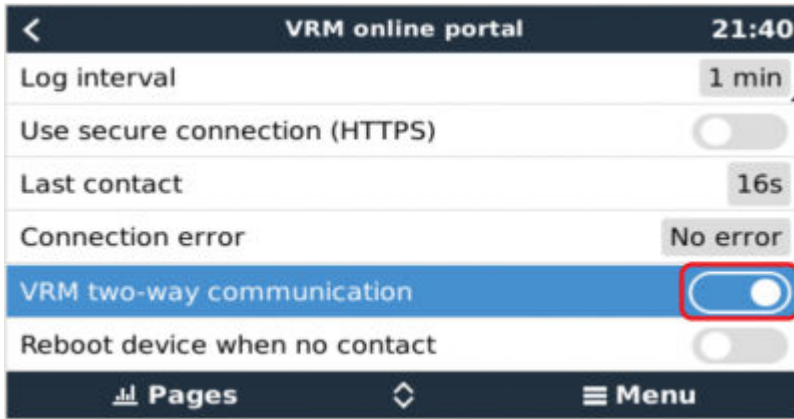 VRM online portal 21:40
Log interval 1 min
Use secure connection (HTTPS)
Last contact 16s
Connection error No error
VRM two-way communication
Reboot device when no contact
Pages Menu